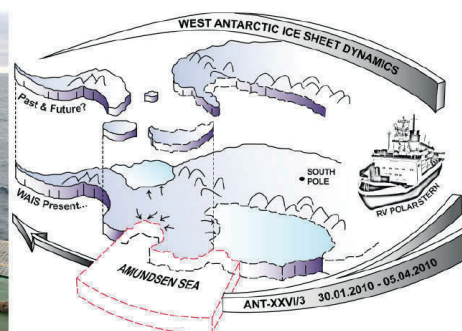 WEST ANTARCTIC ICE SHEET DYNAMICS
Past & Future?
SOUTH
POLE
RV POLARSTERN
WAIS Present...
AMUNDSEN SEA
ANT-XXVI/3 30.01.2010 - 05.04.2010